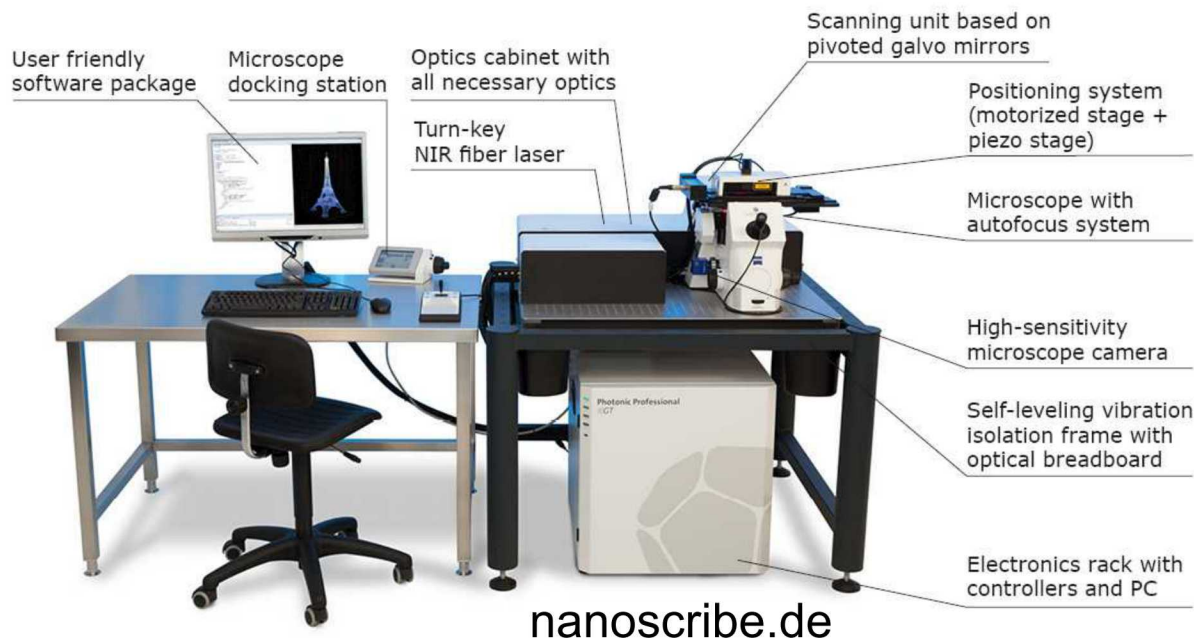 User friendly
software package
Microscope
docking station
Optics cabinet with
all necessary optics
Turn-key
NIR fiber laser
Scanning unit based on
pivoted galvo mirrors
Positioning system
(motorized stage +
piezo stage)
Microscope with
autofocus system
High-sensitivity
microscope camera
Self-leveling vibration
isolation frame with
optical breadboard
Electronics rack with
controllers and PC
Photonic Professional
GT
nanoscribe.de